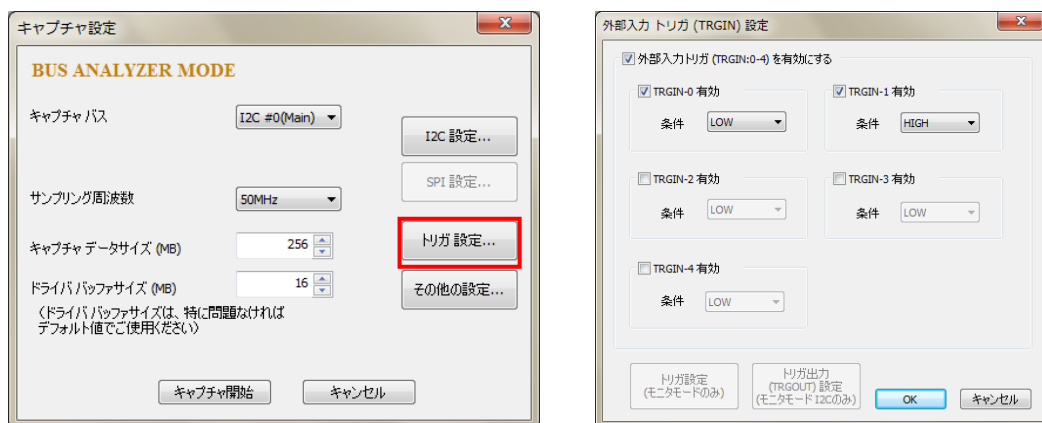 キャプチャ設定
BUS ANALYZER MODE
キャプチャ バス
I2C #0(Main)
I2C 設定...
SPI 設定...
サンプリング周波数
50MHz
トリガ 設定...
キャプチャ データサイズ (MB)
256
ドライバ バッファサイズ (MB)
16
その他の設定...
（ドライバ バッファサイズは、特に問題なければ
デフォルト値でご使用ください）
キャプチャ開始
キャンセル
外部入力 トリガ (TRGIN) 設定
外部入力トリガ (TRGIN:0-4) を有効にする
TRGIN-0 有効
条件 LOW
TRGIN-1 有効
条件 HIGH
TRGIN-2 有効
条件 LOW
TRGIN-3 有効
条件 LOW
TRGIN-4 有効
条件 LOW
トリガ設定
(モニタモードのみ)
トリガ出力
(TRGOUT) 設定
(モニタモード I2Cのみ)
OK
キャンセル